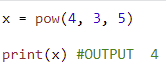 x = pow(4, 3, 5)
print(x) #OUTPUT 4